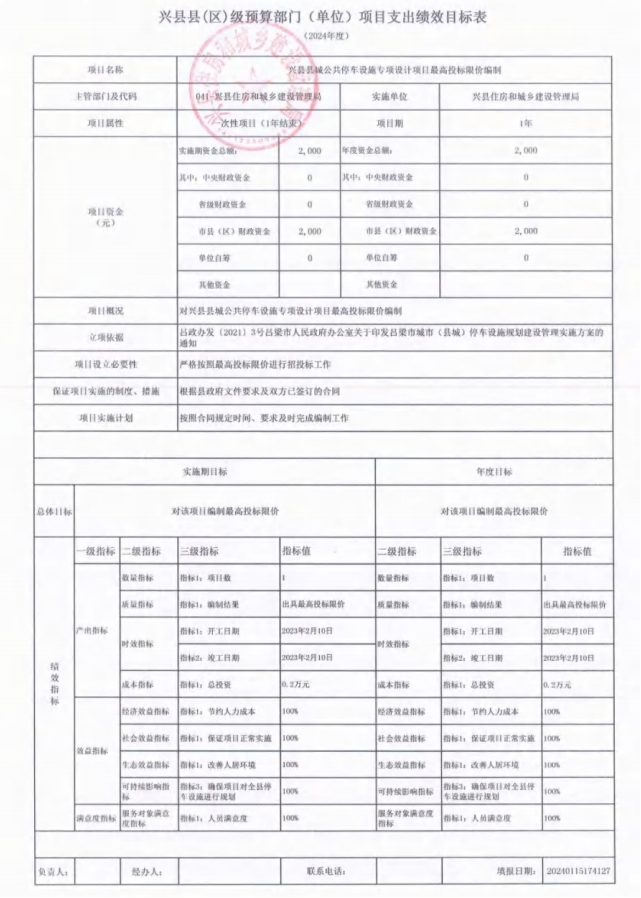 兴县县(区)级预算部门（单位）项目支出绩效目标表
（2024年度）
项目名称 兴县县城公共停车设施专项设计项目最高投标限价编制
主管部门及代码 041-兴县住房和城乡建设管理局 实施单位 兴县住房和城乡建设管理局
项目属性 一次性项目（1年结束） 项目期 1年
项目资金
（元）
实施期资金总额： 2,000 年度资金总额： 2,000
其中：中央财政资金 0 其中：中央财政资金 0
省级财政资金 0 省级财政资金 0
市县（区）财政资金 2,000 市县（区）财政资金 2,000
单位自筹 0 单位自筹 0
其他资金 其他资金
项目概况 对兴县县城公共停车设施专项设计项目最高投标限价编制
立项依据 吕政办发〔2021〕3号吕梁市人民政府办公室关于印发吕梁市城市（县城）停车设施规划建设管理实施方案的
通知
项目设立必要性 严格按照最高投标限价进行招投标工作
保证项目实施的制度、措施 根据县政府文件要求及双方已签订的合同
项目实施计划 按照合同规定时间、要求及时完成编制工作
实施期目标 年度目标
总体目标 对该项目编制最高投标限价 对该项目编制最高投标限价
绩效指标
一级指标 二级指标 三级指标 指标值 二级指标 三级指标 指标值
产出指标
数量指标 指标1：项目数 1 数量指标 指标1：项目数 1
质量指标 指标1：编制结果 出具最高投标限价 质量指标 指标1：编制结果 出具最高投标限价
时效指标 指标1：开工日期 2023年2月10日 时效指标 指标1：开工日期 2023年2月10日
指标2：竣工日期 2023年2月10日 指标2：竣工日期 2023年2月10日
成本指标 指标1：总投资 0.2万元 成本指标 指标1：总投资 0.2万元
效益指标
经济效益指标 指标1：节约人力成本 100% 经济效益指标 指标1：节约人力成本 100%
社会效益指标 指标1：保证项目正常实施 100% 社会效益指标 指标1：保证项目正常实施 100%
生态效益指标 指标1：改善人居环境 100% 生态效益指标 指标1：改善人居环境 100%
可持续影响指标 指标3：确保项目对全县停车设施进行规划 100% 可持续影响指标 指标3：确保项目对全县停车设施进行规划 100%
满意度指标 服务对象满意度指标 指标1：人员满意度 100% 服务对象满意度指标 指标1：人员满意度 100%
负责人： 经办人： 联系电话： 填报日期： 20240115174127